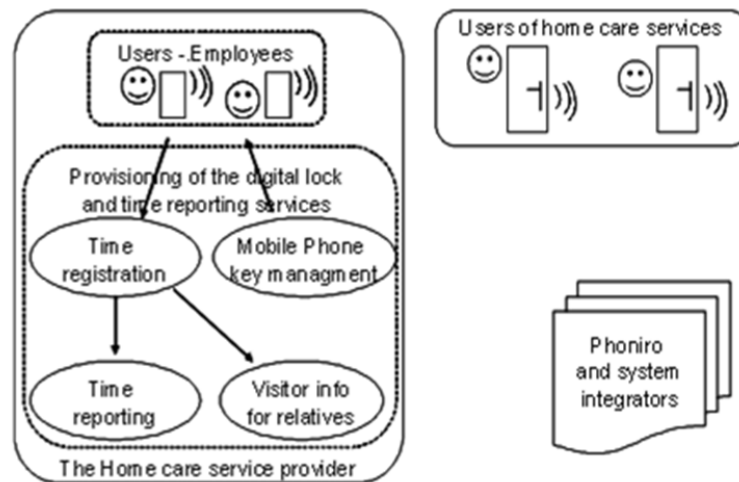 Users -.Employees
Provisioning of the digital lock
and time reporting services
Time
registration
Mobile Phone
key managment
Time
reporting
Visitor info
for relatives
The Home care service provider
Users of home care services
Phoniro
and system
integrators